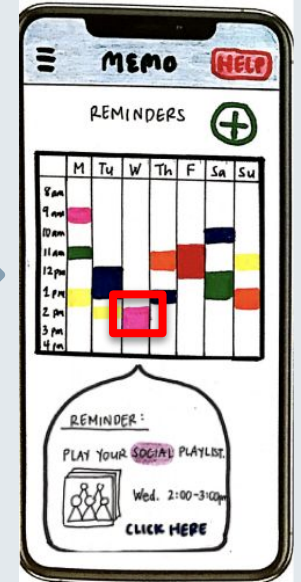 MEMO
HELP
REMINDERS
M Tu W Th F Sa Su
8am
9am
10am
11am
12pm
1pm
2pm
3pm
4pm
REMINDER:
PLAY YOUR SOCIAL PLAYLIST.
Wed. 2:00-3:00pm
CLICK HERE